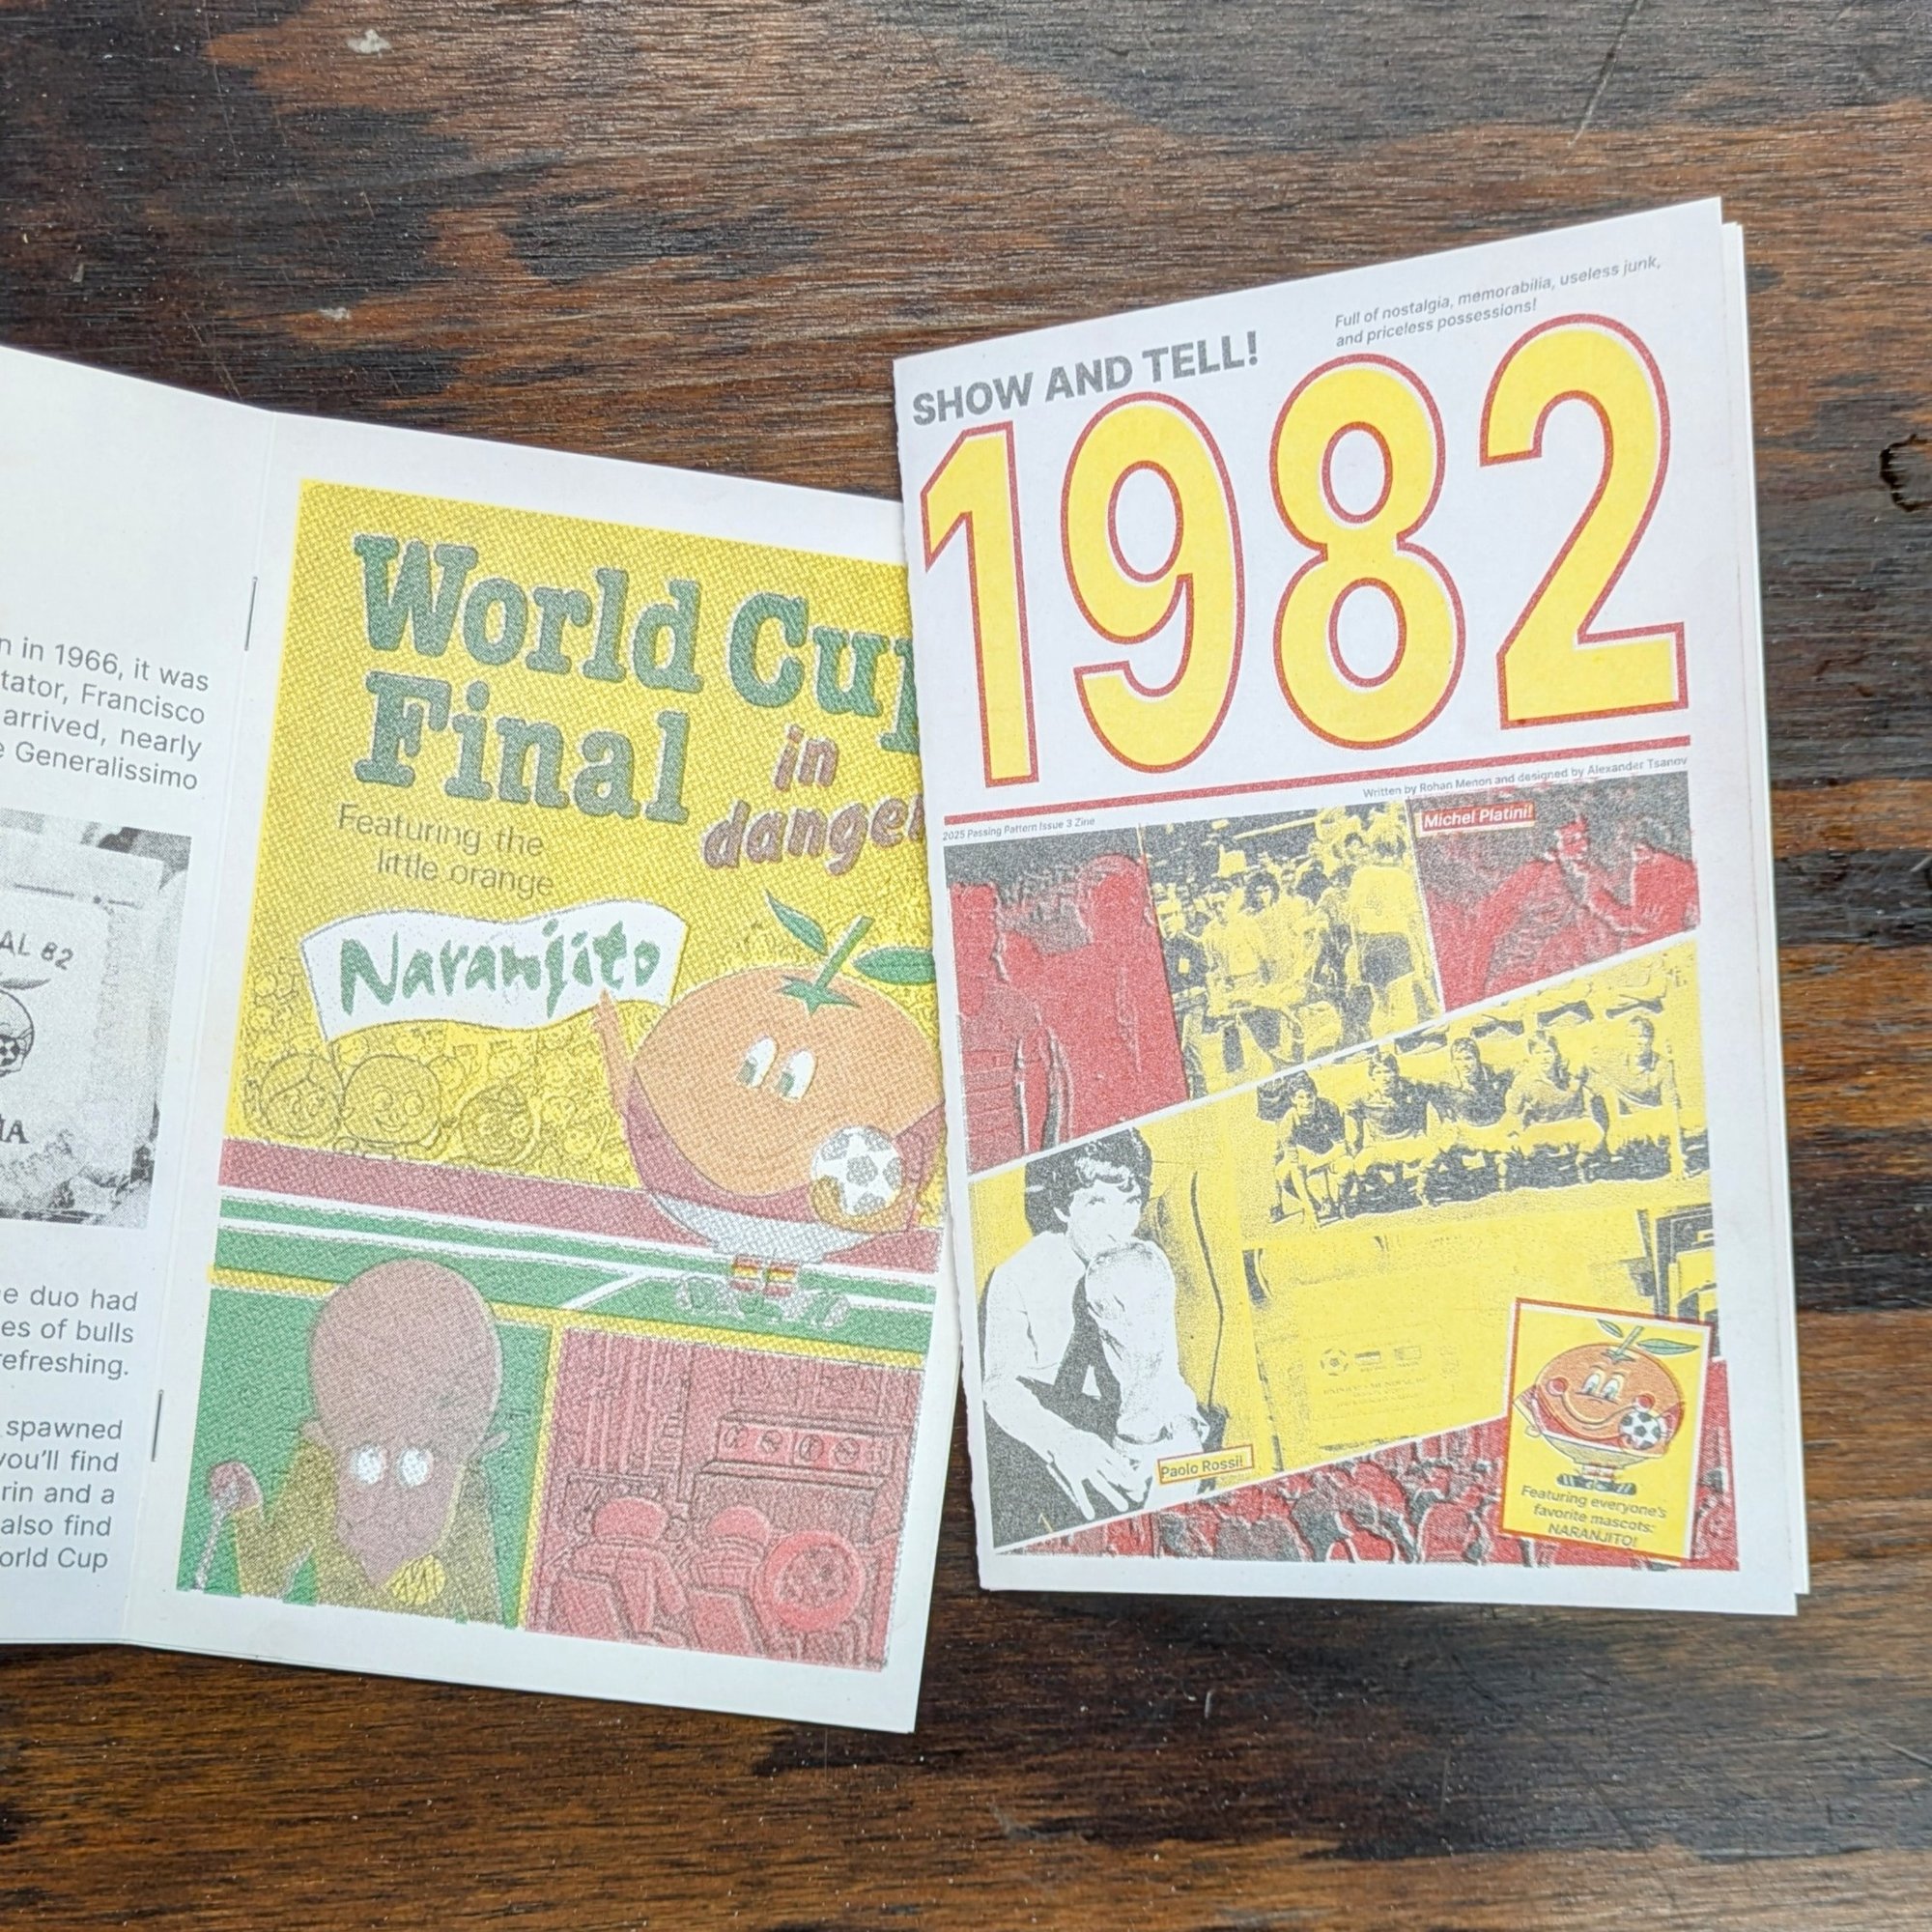 n in 1966, it was
tator, Francisco
arrived, nearly
Generalissimo
AL 82
duo had
es of bulls
refreshing.
spawned
you'll find
rin and a
also find
orld Cup
World Cup
Final
in
danger
Featuring the
little orange
Naranjito
SHOW AND TELL!
Full of nostalgia, memorabilia, useless junk,
and priceless possessions!
1982
Written by Rohan Menon and designed by Alexander Tsanov
2025 Passing Pattern Issue 3 Zine
Michel Platini!
Paolo Rossi!
Featuring everyone's
favorite mascots:
NARANJITO!